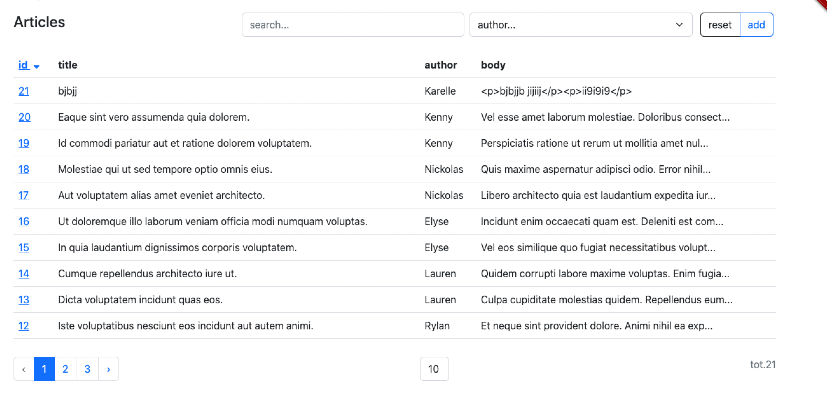 Articles
search... author... reset add
id title author body
21 bjbjj Karelle <p>bjbjjb jijiij</p><p>ii9i9i9</p>
20 Eaque sint vero assumenda quia dolorem. Kenny Vel esse amet laborum molestiae. Doloribus consect...
19 Id commodi pariatur aut et ratione dolorem voluptatem. Kenny Perspiciatis ratione ut rerum ut mollitia amet nul...
18 Molestiae qui ut sed tempore optio omnis eius. Nickolas Quis maxime aspernatur adipisci odio. Error nihil...
17 Aut voluptatem alias amet eveniet architecto. Nickolas Libero architecto quia est laudantium expedita iur...
16 Ut doloremque illo laborum veniam officia modi numquam voluptas. Elyse Incidunt enim occaecati quam est. Deleniti est com...
15 In quia laudantium dignissimos corporis voluptatem. Elyse Vel eos similique quo fugiat necessitatibus volupt...
14 Cumque repellendus architecto iure ut. Lauren Quidem corrupti labore maxime voluptas. Enim fugia...
13 Dicta voluptatem incidunt quas eos. Lauren Culpa cupiditate molestias quidem. Repellendus eum...
12 Iste voluptatibus nesciunt eos incidunt aut autem animi. Rylan Et neque sint provident dolore. Animi nihil ea exp...
‹ 1 2 3 › 10 tot.21